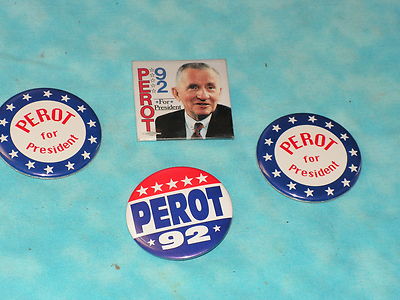 PEROT
for
President
PEROT
92
For
President
PEROT
for
President
PEROT
92